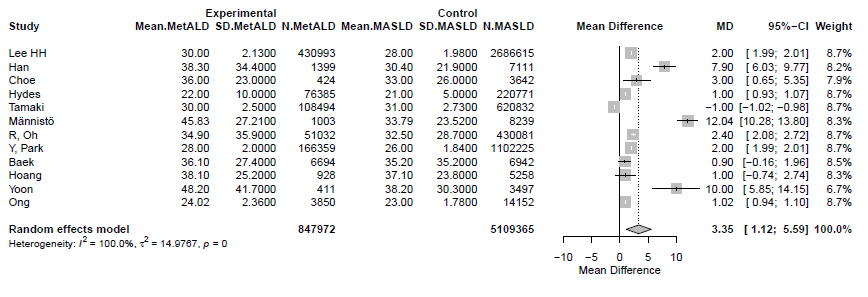 Experimental Control
Study Mean.MetALD SD.MetALD N.MetALD Mean.MASLD SD.MASLD N.MASLD Mean Difference MD 95%−CI Weight
Lee HH 30.00 2.1300 430993 28.00 1.9800 2686615 2.00 [1.99; 2.01] 8.7%
Han 38.30 34.4000 1399 30.40 21.9000 7111 7.90 [6.03; 9.77] 8.2%
Choe 36.00 23.0000 424 33.00 26.0000 3642 3.00 [0.65; 5.35] 7.9%
Hydes 22.00 10.0000 76385 21.00 5.0000 220771 1.00 [0.93; 1.07] 8.7%
Tamaki 30.00 2.5000 108494 31.00 2.7300 620832 −1.00 [−1.02; −0.98] 8.7%
Männistö 45.83 27.2100 1003 33.79 23.5200 8239 12.04 [10.28; 13.80] 8.3%
R, Oh 34.90 35.9000 51032 32.50 28.7000 430081 2.40 [2.08; 2.72] 8.7%
Y, Park 28.00 2.0000 166359 26.00 1.8400 1102225 2.00 [1.99; 2.01] 8.7%
Baek 36.10 27.4000 6694 35.20 35.2000 6942 0.90 [−0.16; 1.96] 8.6%
Hoang 38.10 25.2000 928 37.10 23.8000 5258 1.00 [−0.74; 2.74] 8.3%
Yoon 48.20 41.7000 411 38.20 30.3000 3497 10.00 [5.85; 14.15] 6.7%
Ong 24.02 2.3600 3850 23.00 1.7800 14152 1.02 [0.94; 1.10] 8.7%
Random effects model 847972 5109365 3.35 [1.12; 5.59] 100.0%
Heterogeneity: I² = 100.0%, τ² = 14.9767, p = 0
−10 −5 0 5 10
Mean Difference